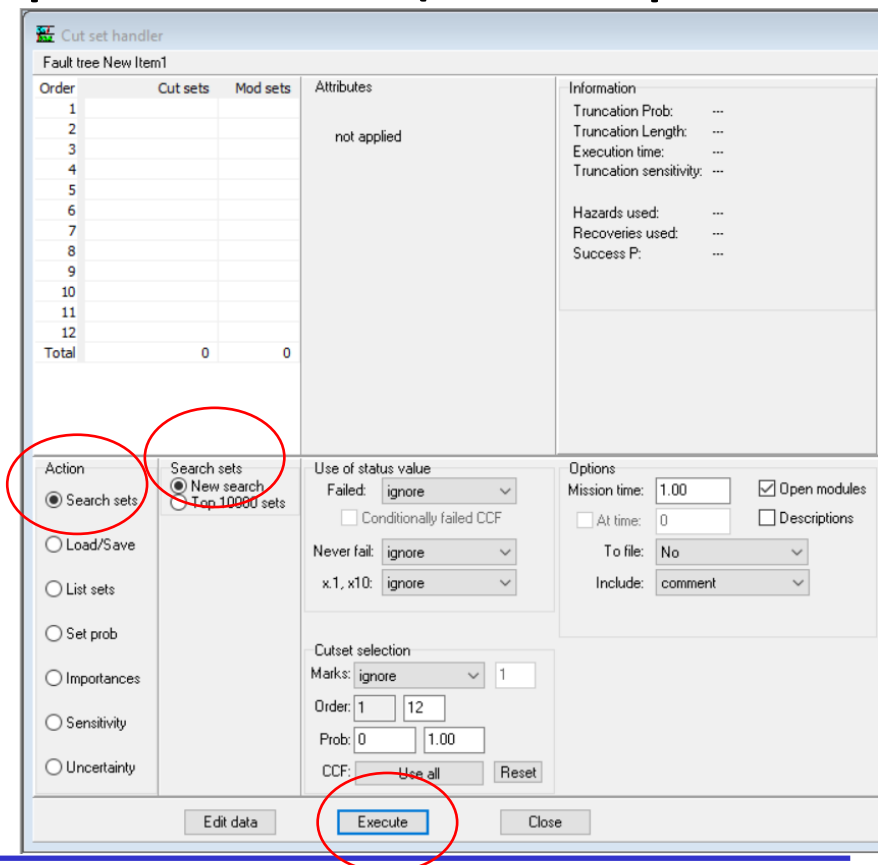 Cut set handler
Fault tree New Item1
Order Cut sets Mod sets
1
2
3
4
5
6
7
8
9
10
11
12
Total 0 0
Attributes
not applied
Information
Truncation Prob: ---
Truncation Length: ---
Execution time: ---
Truncation sensitivity: ---
Hazards used: ---
Recoveries used: ---
Success P: ---
Action
Search sets
Load/Save
List sets
Set prob
Importances
Sensitivity
Uncertainty
Search sets
New search
Top 10000 sets
Use of status value
Failed: ignore
Conditionally failed CCF
Never fail: ignore
x.1, x10: ignore
Cutset selection
Marks: ignore 1
Order: 1 12
Prob: 0 1.00
CCF: Use all Reset
Options
Mission time: 1.00 Open modules
At time: 0 Descriptions
To file: No
Include: comment
Edit data Execute Close